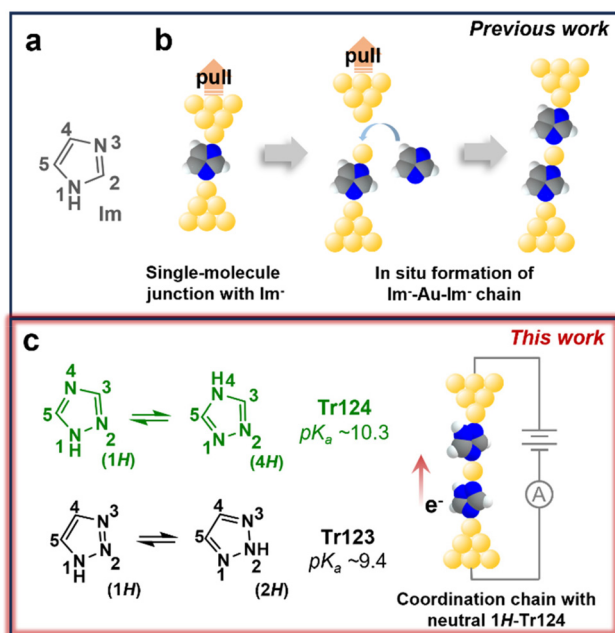 a
b
Previous work
pull
pull
4
N 3
5
2
1 N
H
Im
Single-molecule
junction with Im⁻
In situ formation of
Im⁻-Au-Im⁻ chain
This work
c
4
N
3
5
N 2
1 N
H
(1H)
H
N 4
5
3
N
1
N
2
(4H)
Tr124
pKₐ ~10.3
4
N 3
5
N 2
1 N
H
(1H)
4
N 3
5
NH
2
N
1
(2H)
Tr123
pKₐ ~9.4
e⁻
A
Coordination chain with
neutral 1H-Tr124